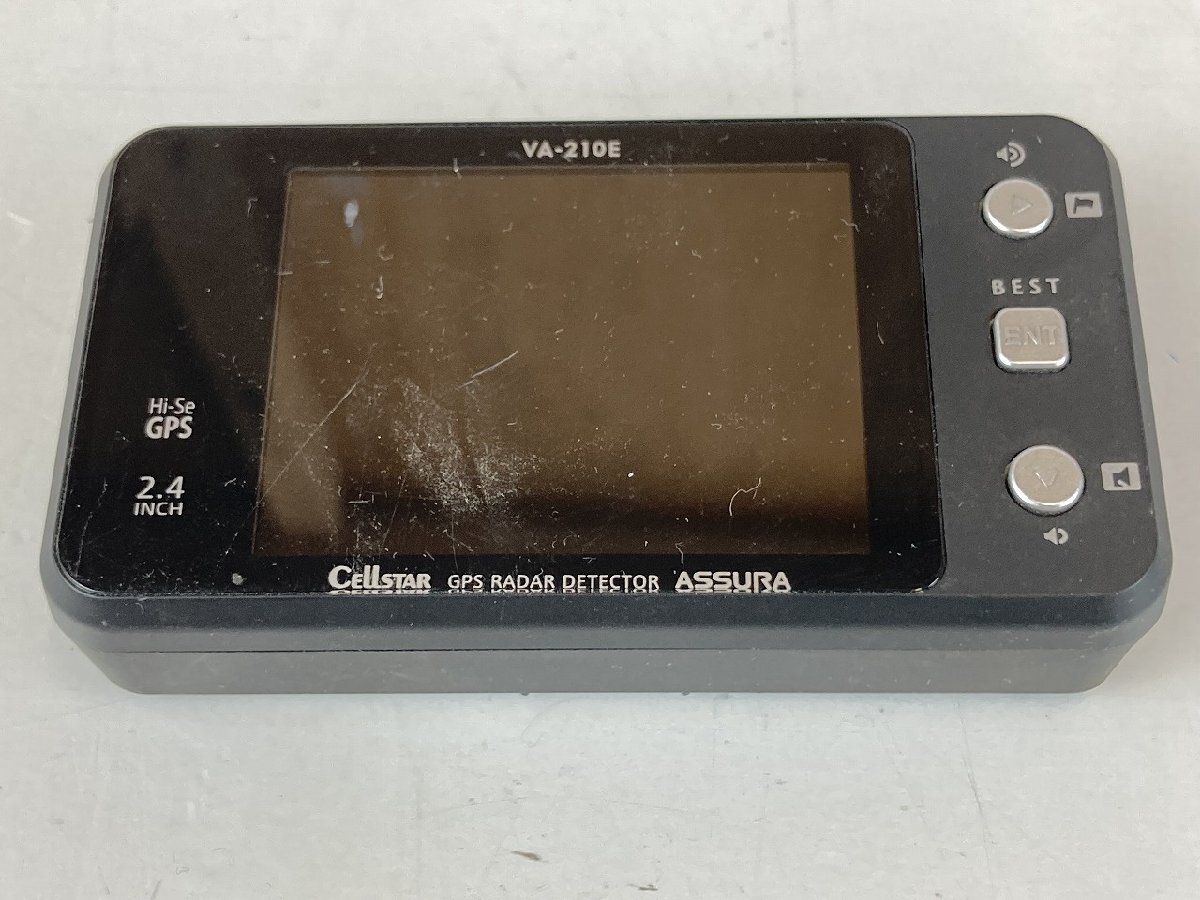 VA-210E
BEST
ENT
Hi-Se
GPS
2.4
INCH
CELLSTAR GPS RADAR DETECTOR ASSURA